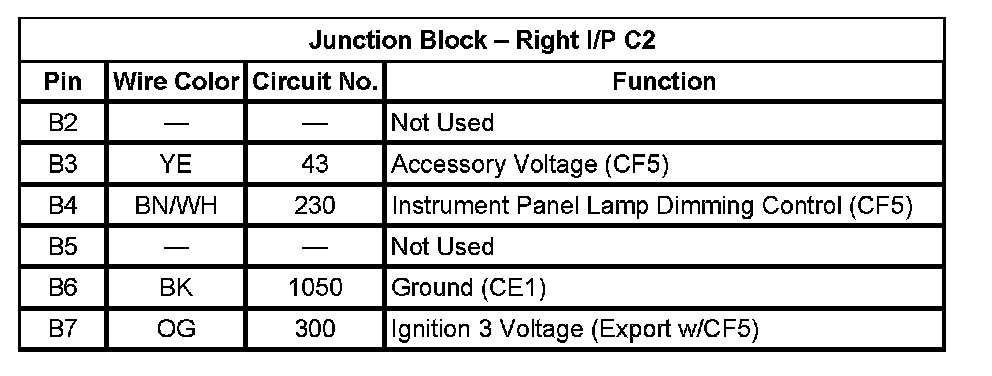 Junction Block – Right I/P C2
Pin Wire Color Circuit No. Function
B2 — — Not Used
B3 YE 43 Accessory Voltage (CF5)
B4 BN/WH 230 Instrument Panel Lamp Dimming Control (CF5)
B5 — — Not Used
B6 BK 1050 Ground (CE1)
B7 OG 300 Ignition 3 Voltage (Export w/CF5)